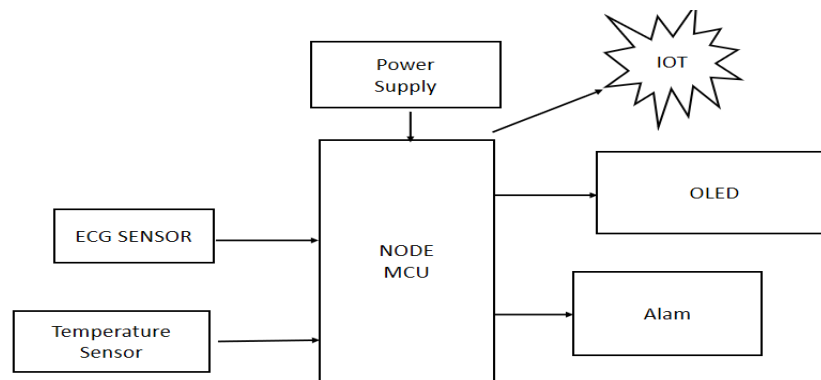 Power
Supply
IOT
OLED
ECG SENSOR
NODE
MCU
Temperature
Sensor
Alam